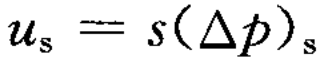 u_s = s(Δp)_s